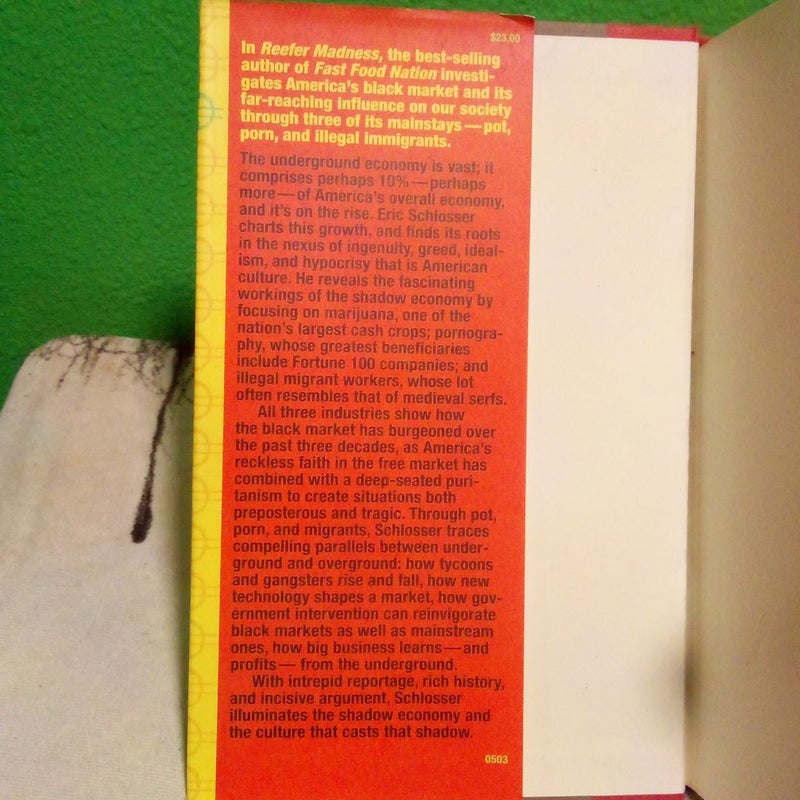 $23.00
In Reefer Madness, the best-selling
author of Fast Food Nation investi-
gates America's black market and its
far-reaching influence on our society
through three of its mainstays — pot,
porn, and illegal immigrants.
The underground economy is vast; it
comprises perhaps 10% — perhaps
more — of America's overall economy,
and it's on the rise. Eric Schlosser
charts this growth, and finds its roots
in the nexus of ingenuity, greed, ideal-
ism, and hypocrisy that is American
culture. He reveals the fascinating
workings of the shadow economy by
focusing on marijuana, one of the
nation's largest cash crops; pornogra-
phy, whose greatest beneficiaries
include Fortune 100 companies; and
illegal migrant workers, whose lot
often resembles that of medieval serfs.
All three industries show how
the black market has burgeoned over
the past three decades, as America's
reckless faith in the free market has
combined with a deep-seated puri-
tanism to create situations both
preposterous and tragic. Through pot,
porn, and migrants, Schlosser traces
compelling parallels between under-
ground and overground: how tycoons
and gangsters rise and fall, how new
technology shapes a market, how gov-
ernment intervention can reinvigorate
black markets as well as mainstream
ones, how big business learns — and
profits — from the underground.
With intrepid reportage, rich history,
and incisive argument, Schlosser
illuminates the shadow economy and
the culture that casts that shadow.
0503